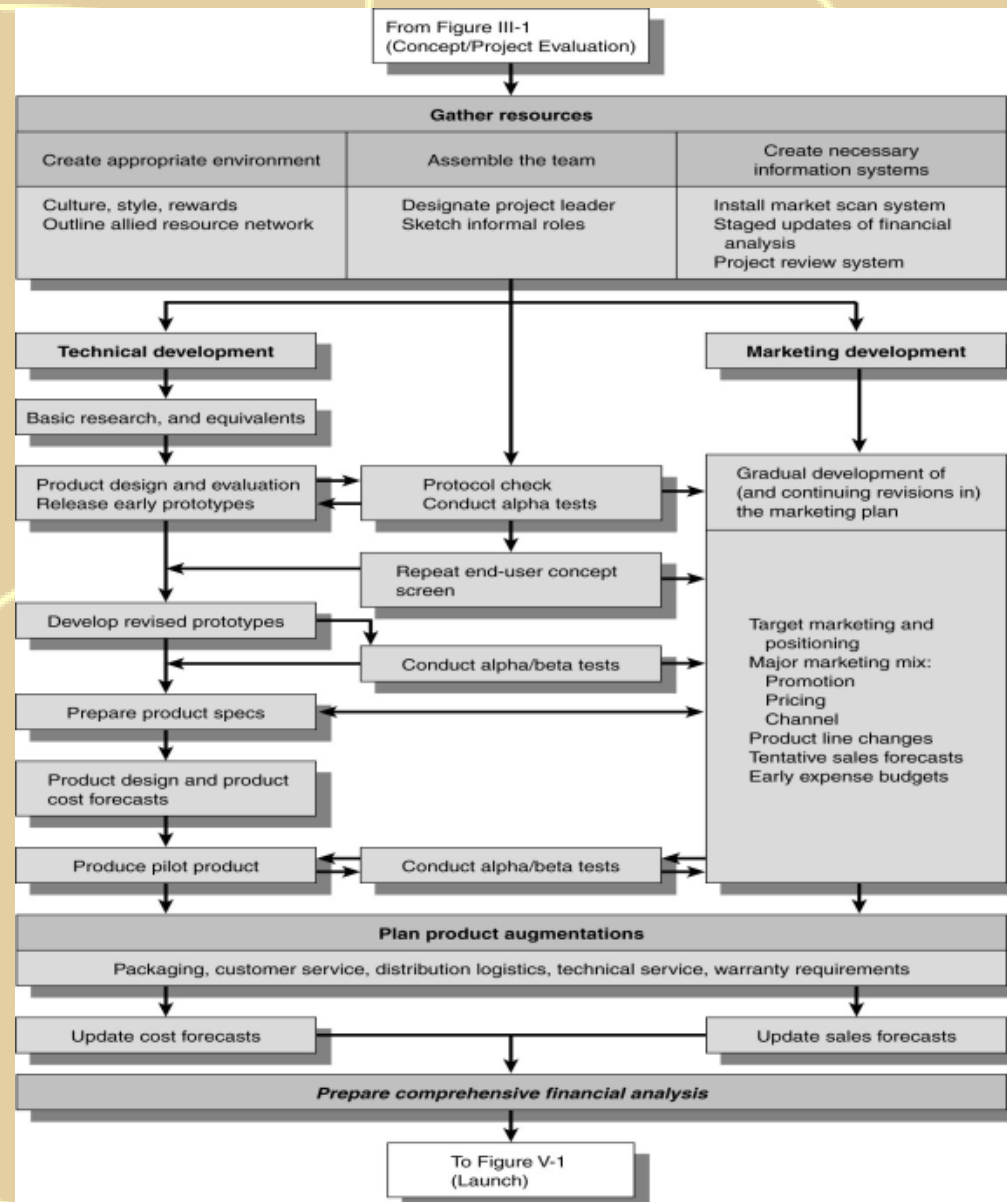 From Figure III-1
(Concept/Project Evaluation)
Gather resources
Create appropriate environment
Assemble the team
Create necessary
information systems
Culture, style, rewards
Outline allied resource network
Designate project leader
Sketch informal roles
Install market scan system
Staged updates of financial
analysis
Project review system
Technical development
Marketing development
Basic research, and equivalents
Product design and evaluation
Release early prototypes
Protocol check
Conduct alpha tests
Gradual development of
(and continuing revisions in)
the marketing plan
Repeat end-user concept
screen
Develop revised prototypes
Conduct alpha/beta tests
Target marketing and
positioning
Major marketing mix:
Promotion
Pricing
Channel
Product line changes
Tentative sales forecasts
Early expense budgets
Prepare product specs
Product design and product
cost forecasts
Produce pilot product
Conduct alpha/beta tests
Plan product augmentations
Packaging, customer service, distribution logistics, technical service, warranty requirements
Update cost forecasts
Update sales forecasts
Prepare comprehensive financial analysis
To Figure V-1
(Launch)